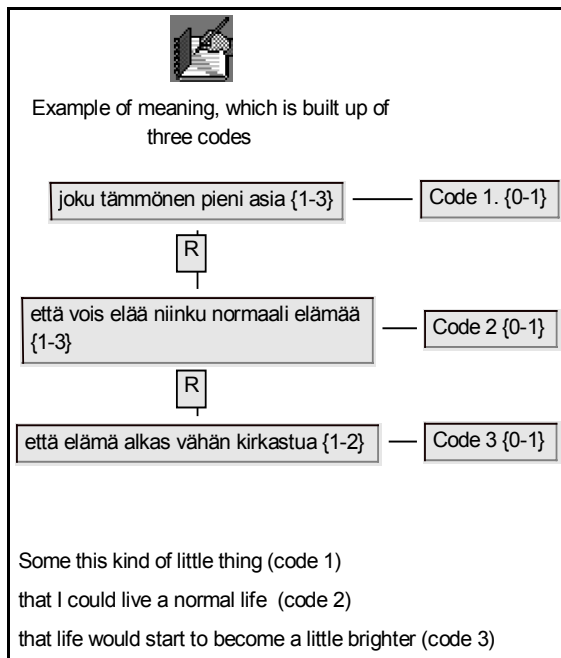 Example of meaning, which is built up of
three codes
joku tämmönen pieni asia {1-3}
Code 1. {0-1}
R
että vois elää niinku normaali elämää
{1-3}
Code 2 {0-1}
R
että elämä alkas vähän kirkastua {1-2}
Code 3 {0-1}
Some this kind of little thing (code 1)
that I could live a normal life (code 2)
that life would start to become a little brighter (code 3)